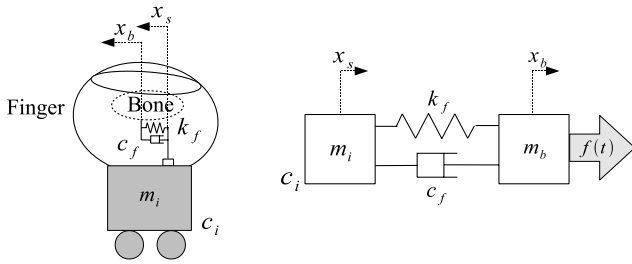 x_s
x_b
Finger
Bone
k_f
c_f
m_i
c_i
x_s
x_b
k_f
m_i
m_b
f(t)
c_i
c_f